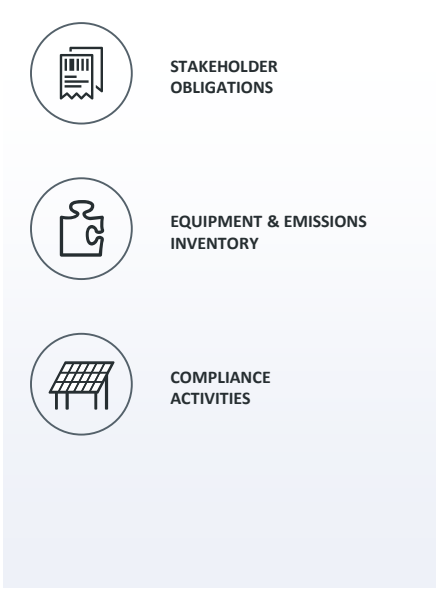 STAKEHOLDER
OBLIGATIONS
EQUIPMENT & EMISSIONS
INVENTORY
COMPLIANCE
ACTIVITIES